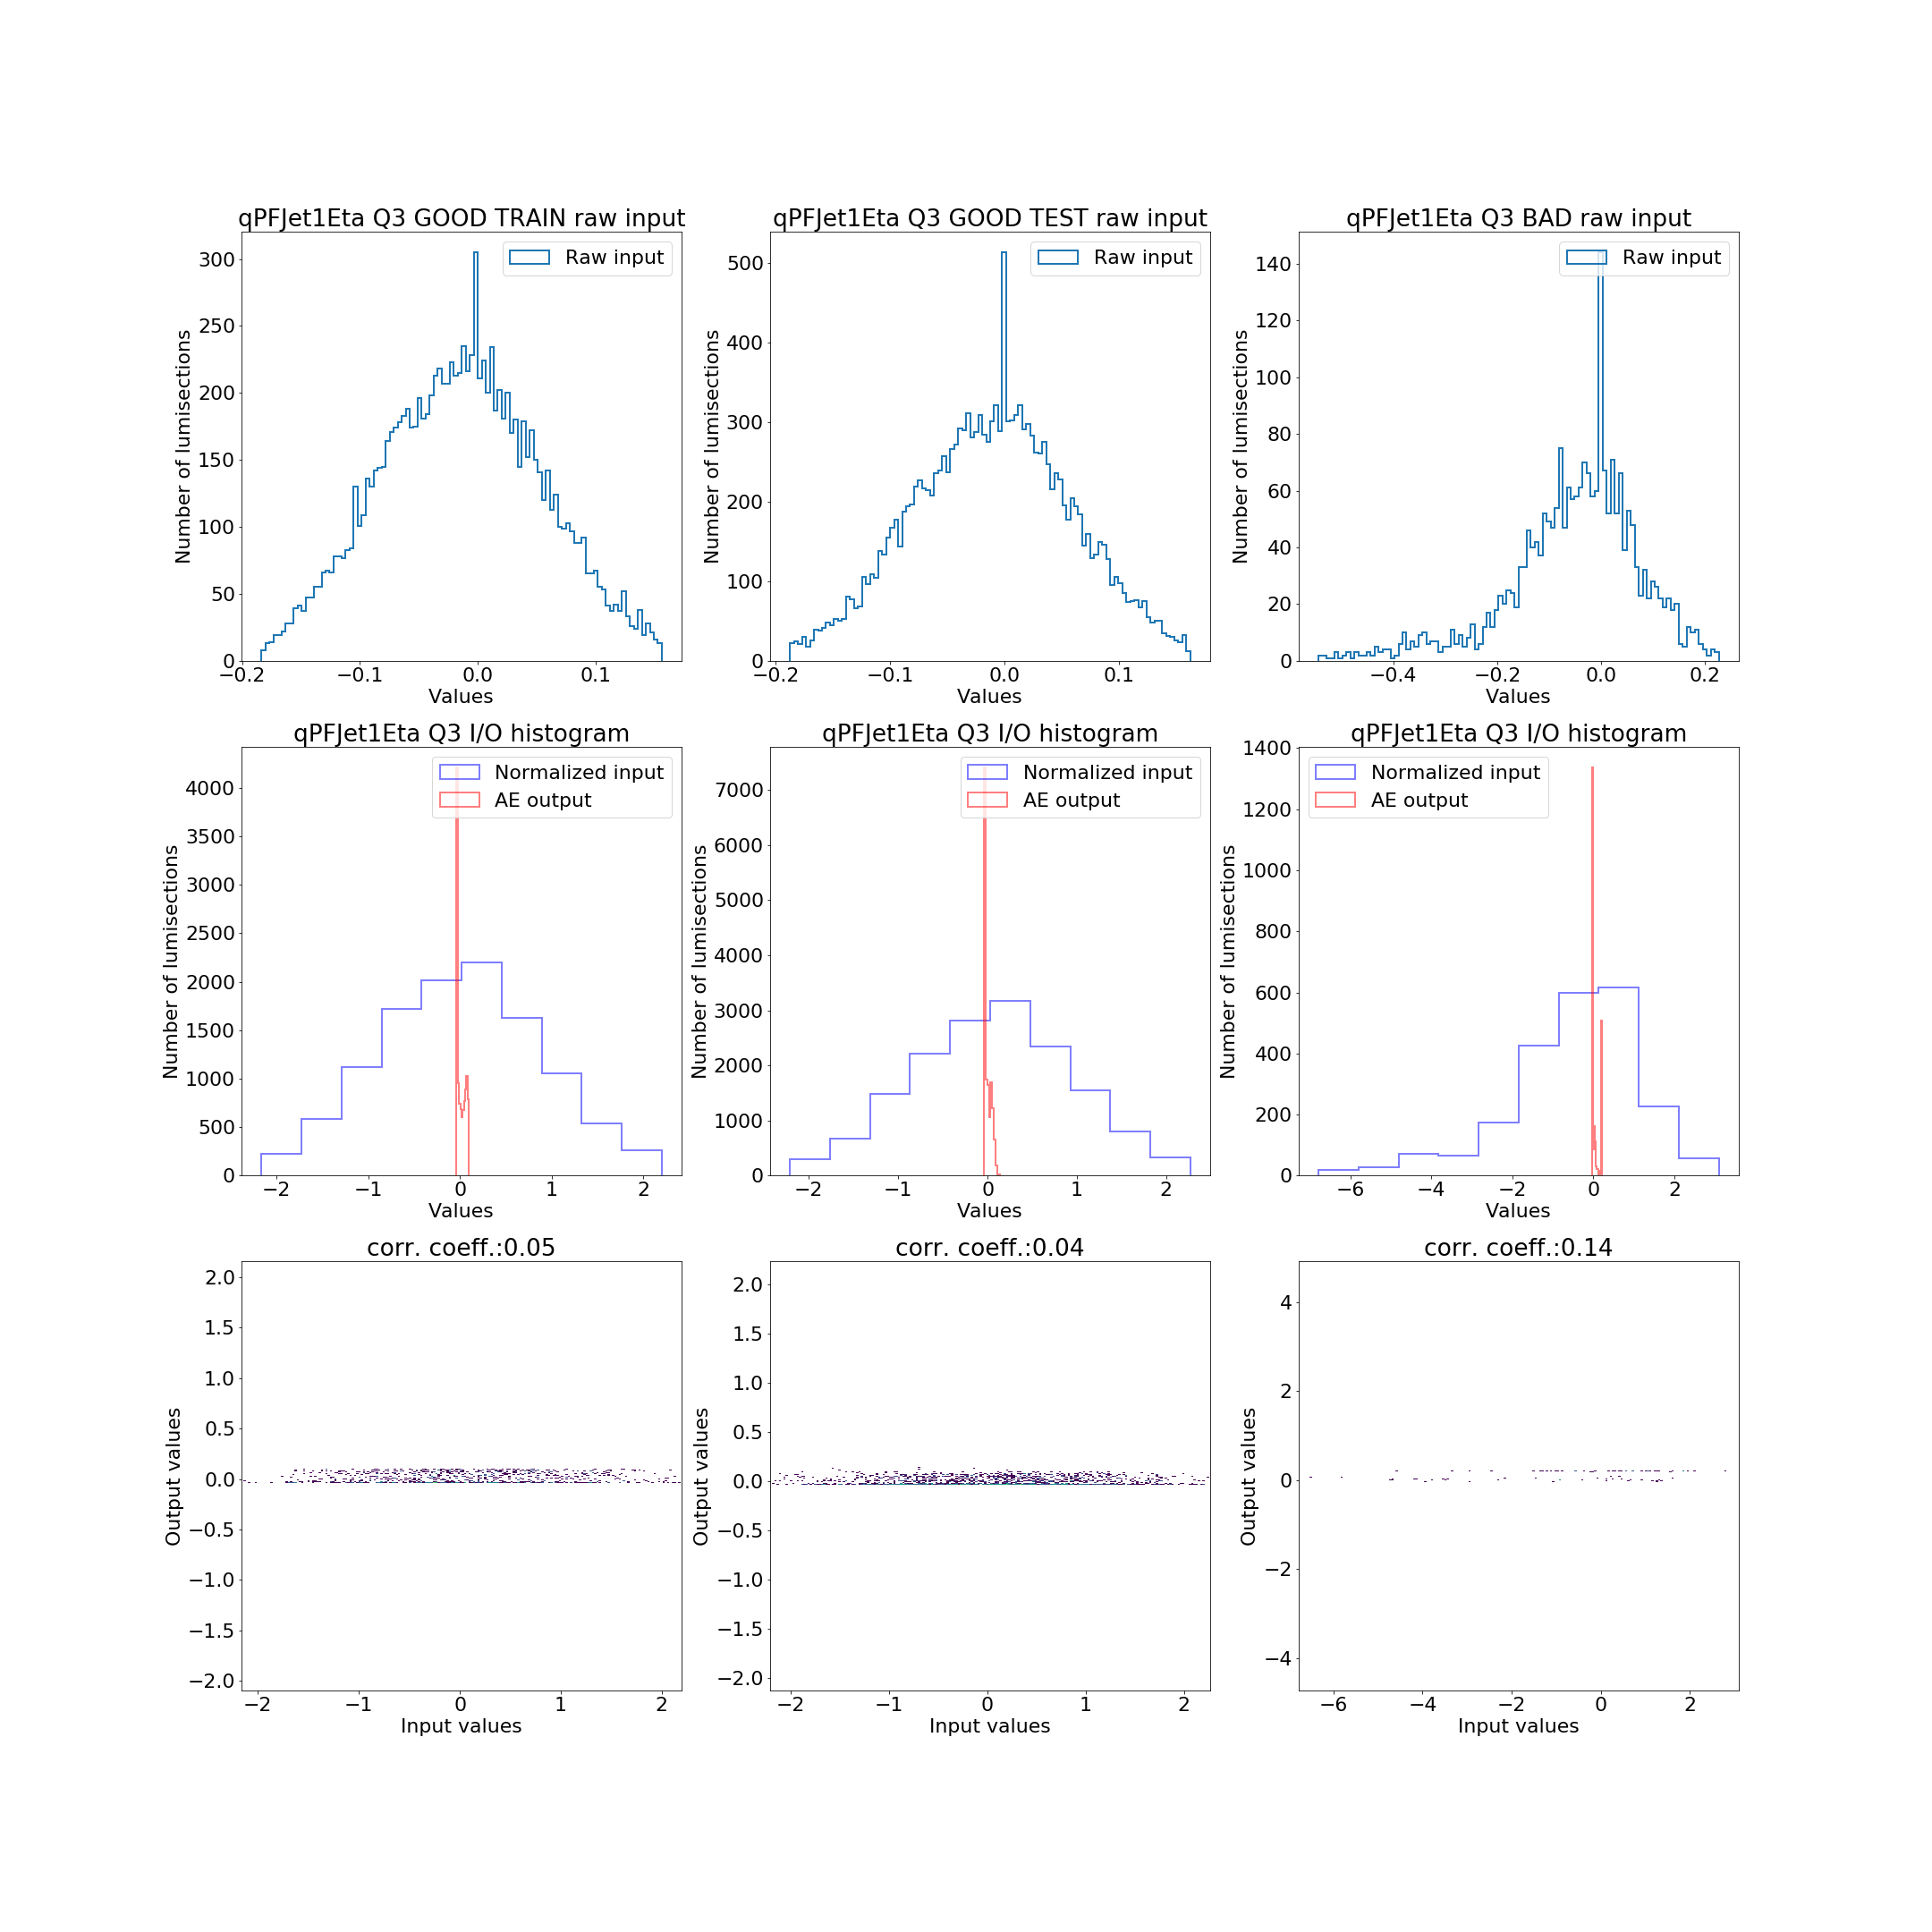 qPFJet1Eta Q3 GOOD TRAIN raw input
Raw input
300
250
200
150
100
50
0
−0.2 −0.1 0.0 0.1
Number of lumisections
Values
qPFJet1Eta Q3 GOOD TEST raw input
Raw input
500
400
300
200
100
0
−0.2 −0.1 0.0 0.1
Number of lumisections
Values
qPFJet1Eta Q3 BAD raw input
Raw input
140
120
100
80
60
40
20
0
−0.4 −0.2 0.0 0.2
Number of lumisections
Values
qPFJet1Eta Q3 I/O histogram
Normalized input
AE output
4000
3500
3000
2500
2000
1500
1000
500
0
−2 −1 0 1 2
Number of lumisections
Values
qPFJet1Eta Q3 I/O histogram
Normalized input
AE output
7000
6000
5000
4000
3000
2000
1000
0
−2 −1 0 1 2
Number of lumisections
Values
qPFJet1Eta Q3 I/O histogram
Normalized input
AE output
1400
1200
1000
800
600
400
200
0
−6 −4 −2 0 2
Number of lumisections
Values
corr. coeff.:0.05
2.0
1.5
1.0
0.5
0.0
−0.5
−1.0
−1.5
−2.0
−2 −1 0 1 2
Output values
Input values
corr. coeff.:0.04
2.0
1.5
1.0
0.5
0.0
−0.5
−1.0
−1.5
−2.0
−2 −1 0 1 2
Output values
Input values
corr. coeff.:0.14
4
2
0
−2
−4
−6 −4 −2 0 2
Output values
Input values